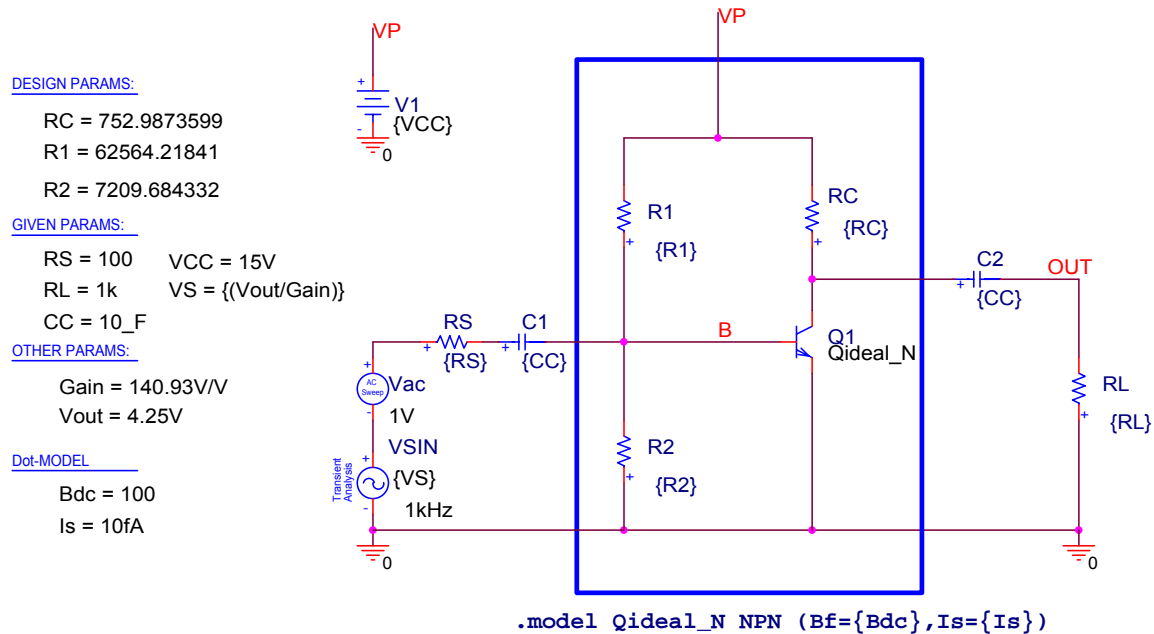 VP
VP
DESIGN PARAMS:
+
V1
-
{VCC}
0
RC = 752.9873599
R1 = 62564.21841
R2 = 7209.684332
GIVEN PARAMS:
RS = 100 VCC = 15V
RL = 1k VS = {(Vout/Gain)}
CC = 10_F
OTHER PARAMS:
Gain = 140.93V/V
Vout = 4.25V
Dot-MODEL
Bdc = 100
Is = 10fA
R1
+
{R1}
RC
+
{RC}
C2
+
{CC}
OUT
RS
+
{RS}
C1
+
{CC}
B
Q1
Qideal_N
RL
+
{RL}
+
AC
Sweep
-
Vac
1V
VSIN
+
{VS}
-
1kHz
Transient
Analysis
R2
+
{R2}
0
0
.model Qideal_N NPN (Bf={Bdc},Is={Is})